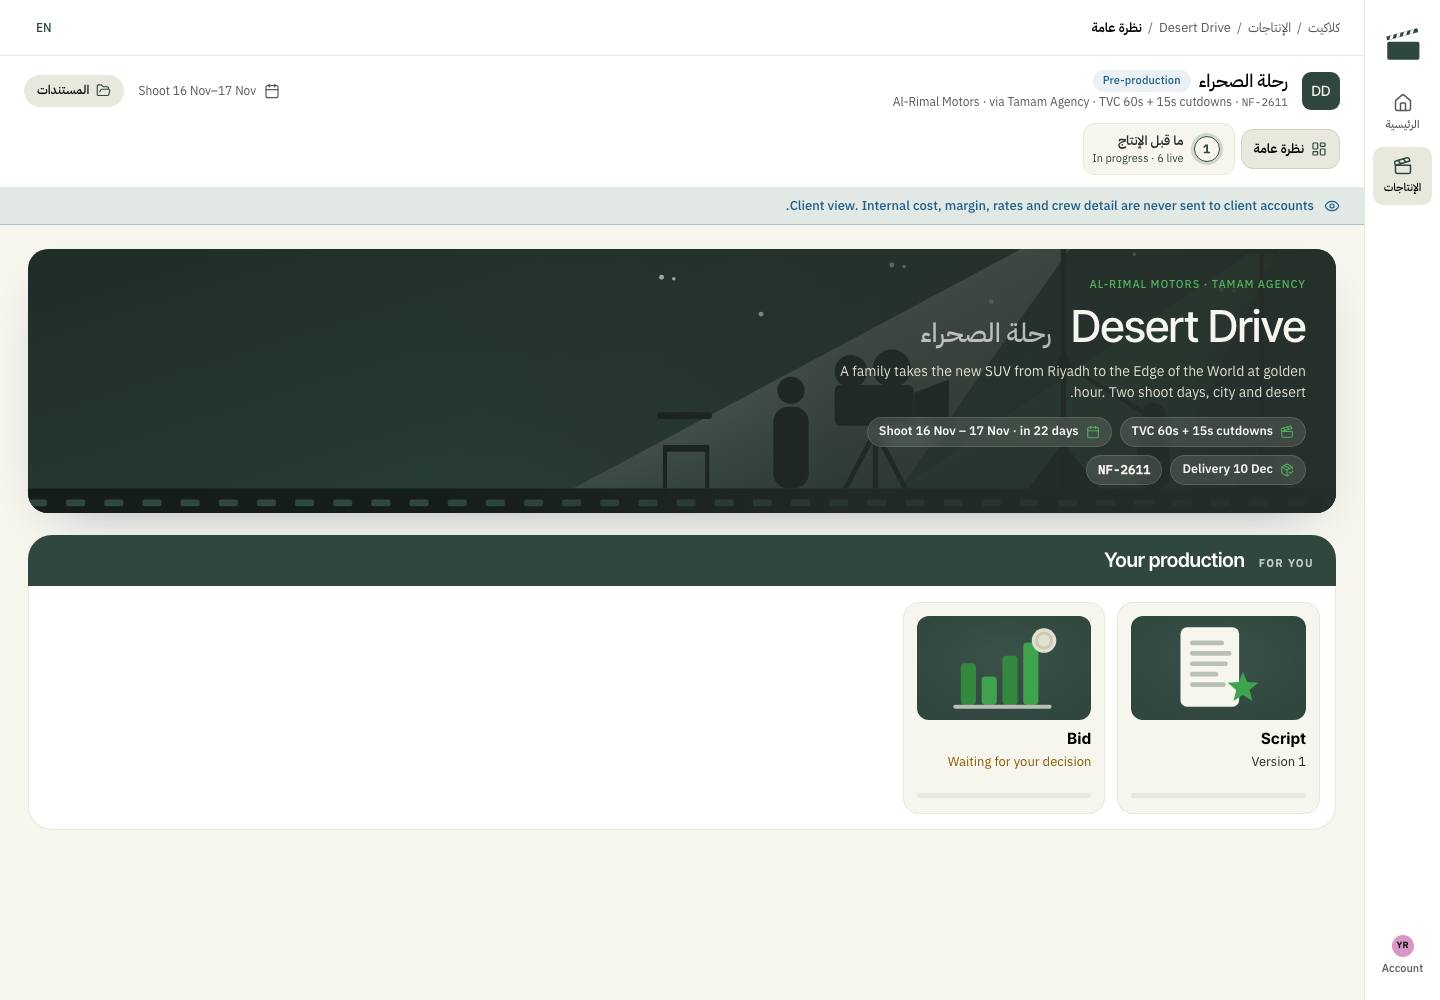 كلاكيت / الإنتاجات / Desert Drive / نظرة عامة
EN
الرئيسية
الإنتاجات
DD
رحلة الصحراء Pre-production
Al-Rimal Motors · via Tamam Agency · TVC 60s + 15s cutdowns · NF-2611
Shoot 16 Nov–17 Nov
المستندات
نظرة عامة
1
ما قبل الإنتاج
In progress · 6 live
Client view. Internal cost, margin, rates and crew detail are never sent to client accounts.
AL-RIMAL MOTORS · TAMAM AGENCY
Desert Drive رحلة الصحراء
A family takes the new SUV from Riyadh to the Edge of the World at golden
hour. Two shoot days, city and desert.
TVC 60s + 15s cutdowns
Shoot 16 Nov – 17 Nov · in 22 days
Delivery 10 Dec
NF-2611
FOR YOU Your production
Script
Version 1
Bid
Waiting for your decision
YR
Account